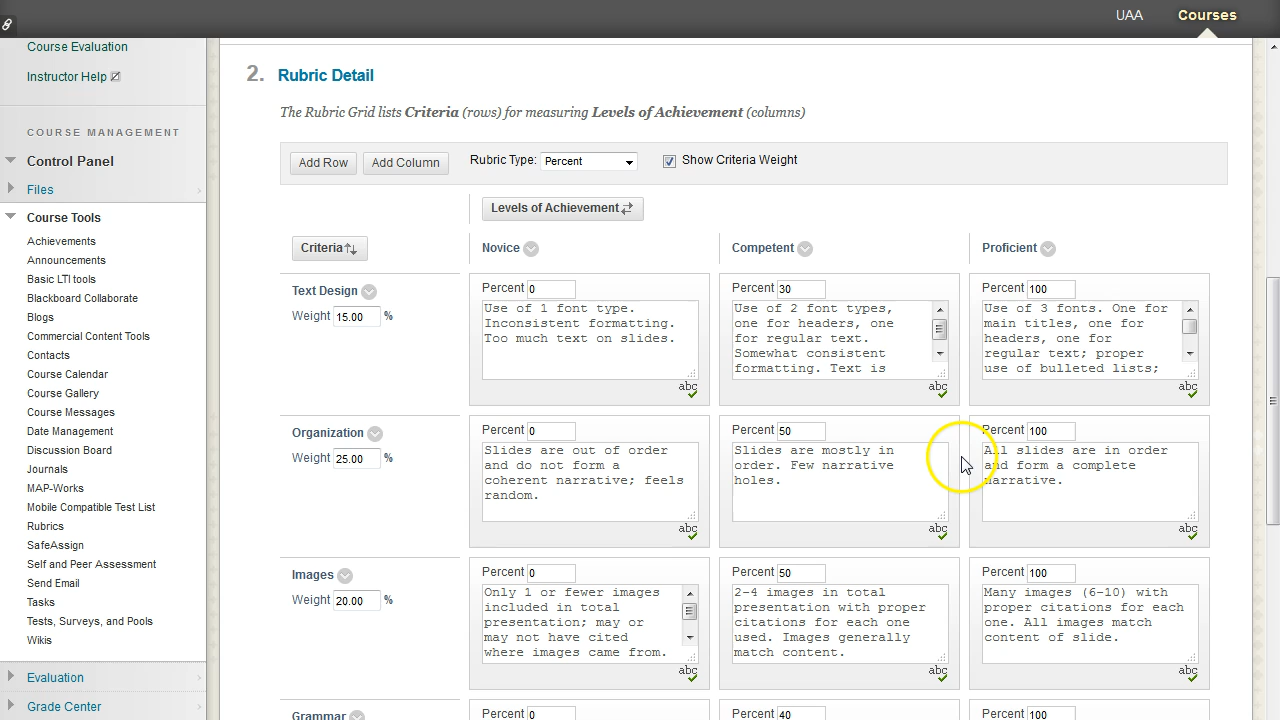 UAA Courses
Course Evaluation
Instructor Help
COURSE MANAGEMENT
Control Panel
Files
Course Tools
Achievements
Announcements
Basic LTI tools
Blackboard Collaborate
Blogs
Commercial Content Tools
Contacts
Course Calendar
Course Gallery
Course Messages
Date Management
Discussion Board
Journals
MAP-Works
Mobile Compatible Test List
Rubrics
SafeAssign
Self and Peer Assessment
Send Email
Tasks
Tests, Surveys, and Pools
Wikis
Evaluation
Grade Center
2. Rubric Detail
The Rubric Grid lists Criteria (rows) for measuring Levels of Achievement (columns)
Add Row Add Column Rubric Type: Percent Show Criteria Weight
Levels of Achievement
Criteria
Novice Competent Proficient
Text Design
Weight 15.00 %
Percent 0
Use of 1 font type.
Inconsistent formatting.
Too much text on slides.
abc
Percent 30
Use of 2 font types,
one for headers, one
for regular text.
Somewhat consistent
formatting. Text is
abc
Percent 100
Use of 3 fonts. One for
main titles, one for
headers, one for
regular text; proper
use of bulleted lists;
abc
Organization
Weight 25.00 %
Percent 0
Slides are out of order
and do not form a
coherent narrative; feels
random.
abc
Percent 50
Slides are mostly in
order. Few narrative
holes.
abc
Percent 100
All slides are in order
and form a complete
narrative.
abc
Images
Weight 20.00 %
Percent 0
Only 1 or fewer images
included in total
presentation; may or
may not have cited
where images came from.
abc
Percent 50
2-4 images in total
presentation with proper
citations for each one
used. Images generally
match content.
abc
Percent 100
Many images (6-10) with
proper citations for each
one. All images match
content of slide.
abc
Grammar
Percent 0
Percent 40
Percent 100